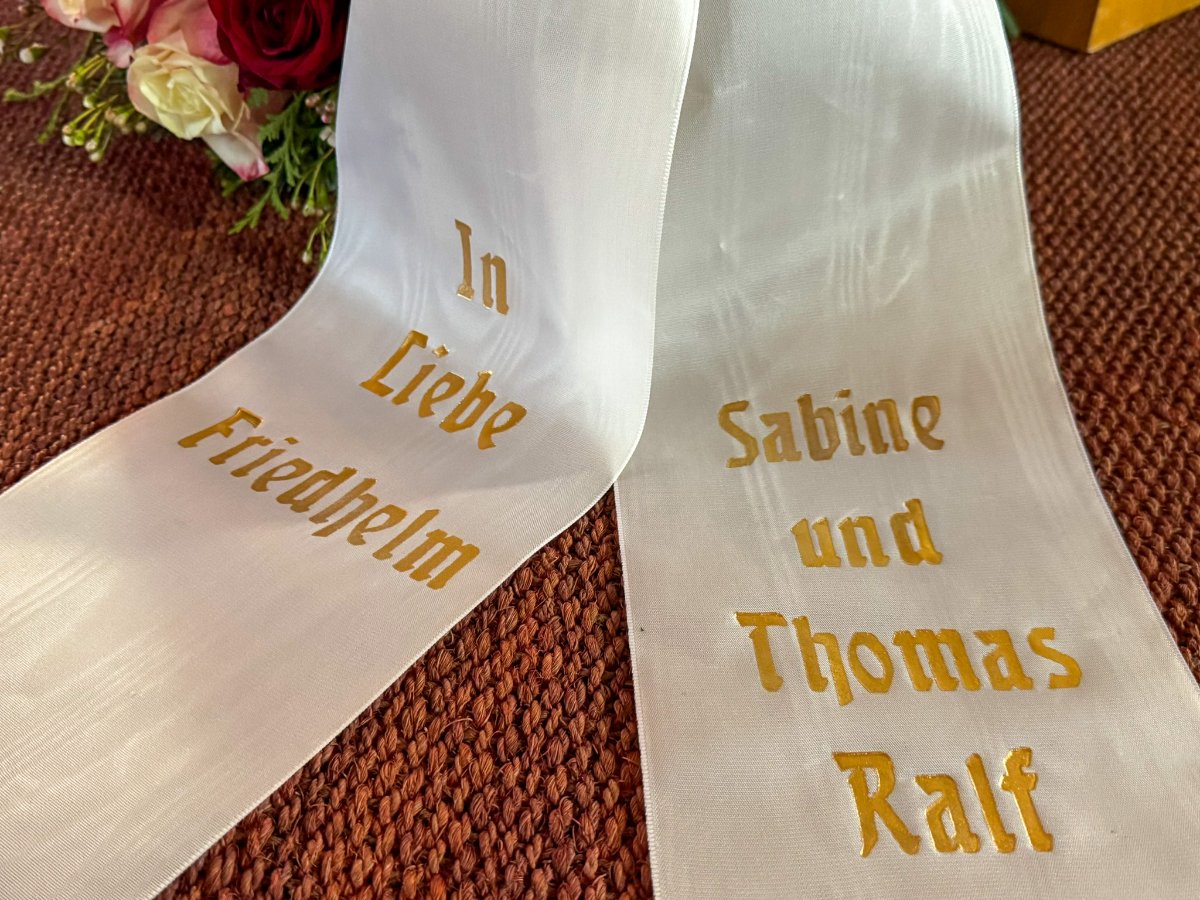 In
Liebe
Friedhelm
Sabine
und
Thomas
Ralf